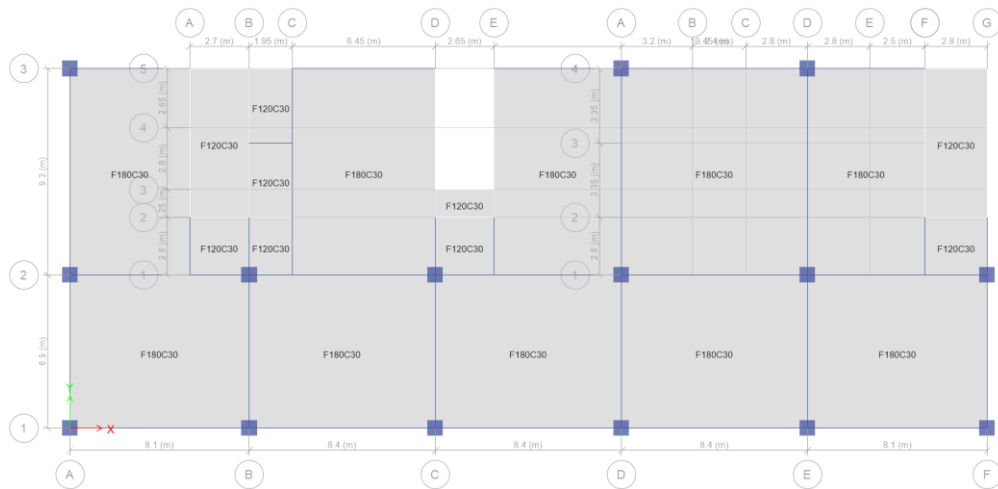 A B C D E A B C D E F G
2.7 (m) 1.95 (m) 6.45 (m) 2.65 (m) 3.2 (m) 2.8 (m) 2.8 (m) 2.5 (m) 2.8 (m)
3 5 4
2.65 (m) 3.35 (m)
F120C30
4
3
F120C30 F120C30
9.3 (m)
F180C30 F180C30 F180C30 F180C30 F180C30
2.8 (m) 3.35 (m)
F120C30
3
F120C30
2 2
F120C30 F120C30 F120C30 F120C30
2.6 (m) 2.6 (m)
2 1 1
F180C30 F180C30 F180C30 F180C30 F180C30
6.9 (m)
Y
1 X
8.1 (m) 8.4 (m) 8.4 (m) 8.4 (m) 8.1 (m)
A B C D E F